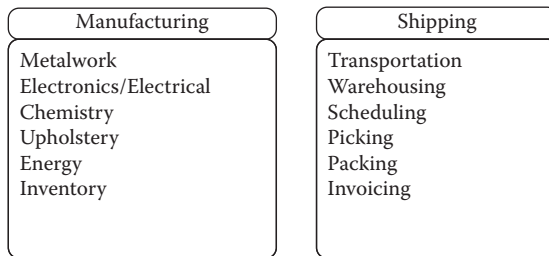 Manufacturing
Metalwork
Electronics/Electrical
Chemistry
Upholstery
Energy
Inventory
Shipping
Transportation
Warehousing
Scheduling
Picking
Packing
Invoicing